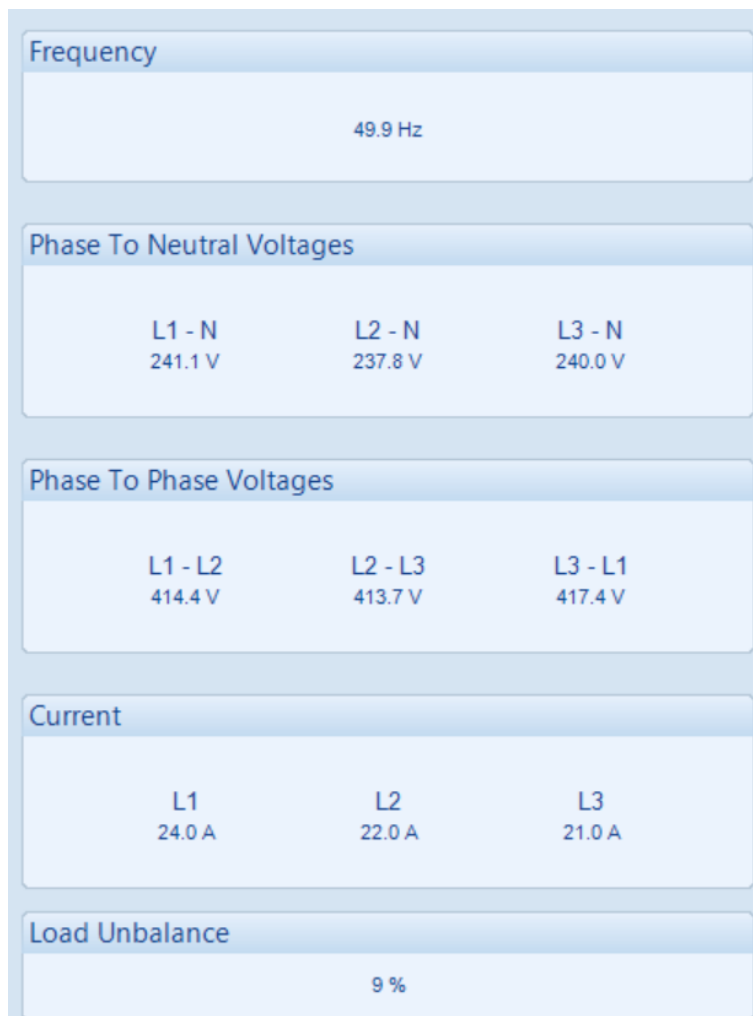 Frequency
49.9 Hz
Phase To Neutral Voltages
L1 - N L2 - N L3 - N
241.1 V 237.8 V 240.0 V
Phase To Phase Voltages
L1 - L2 L2 - L3 L3 - L1
414.4 V 413.7 V 417.4 V
Current
L1 L2 L3
24.0 A 22.0 A 21.0 A
Load Unbalance
9 %